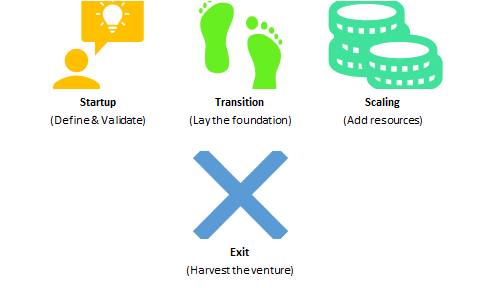 Startup
(Define & Validate)
Transition
(Lay the foundation)
Scaling
(Add resources)
Exit
(Harvest the venture)